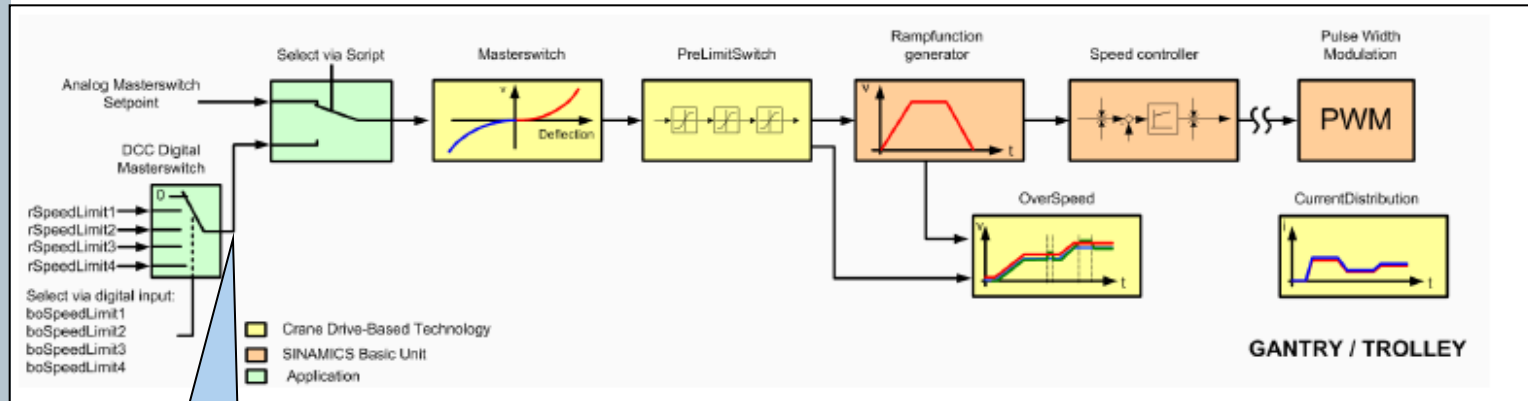 Analog Masterswitch
Setpoint
Select via Script
Masterswitch
v
Deflection
PreLimitSwitch
Rampfunction
generator
v
t
Speed controller
Pulse Width
Modulation
PWM
DCC Digital
Masterswitch
0
rSpeedLimit1
rSpeedLimit2
rSpeedLimit3
rSpeedLimit4
Select via digital input:
boSpeedLimit1
boSpeedLimit2
boSpeedLimit3
boSpeedLimit4
OverSpeed
v
t
CurrentDistribution
i
t
Crane Drive-Based Technology
SINAMICS Basic Unit
Application
GANTRY / TROLLEY